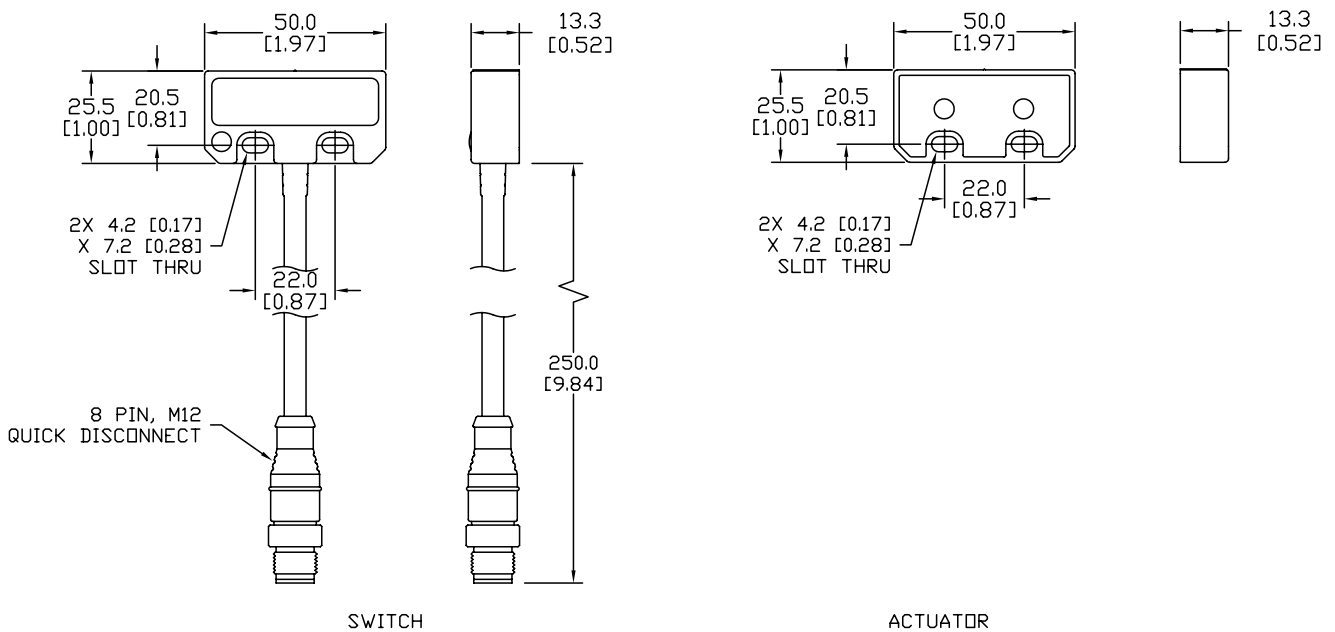 50.0
[1.97]
13.3
[0.52]
25.5
[1.00]
20.5
[0.81]
2X 4.2 [0.17]
X 7.2 [0.28]
SLOT THRU
22.0
[0.87]
250.0
[9.84]
8 PIN, M12
QUICK DISCONNECT
SWITCH
50.0
[1.97]
13.3
[0.52]
25.5
[1.00]
20.5
[0.81]
22.0
[0.87]
2X 4.2 [0.17]
X 7.2 [0.28]
SLOT THRU
ACTUATOR